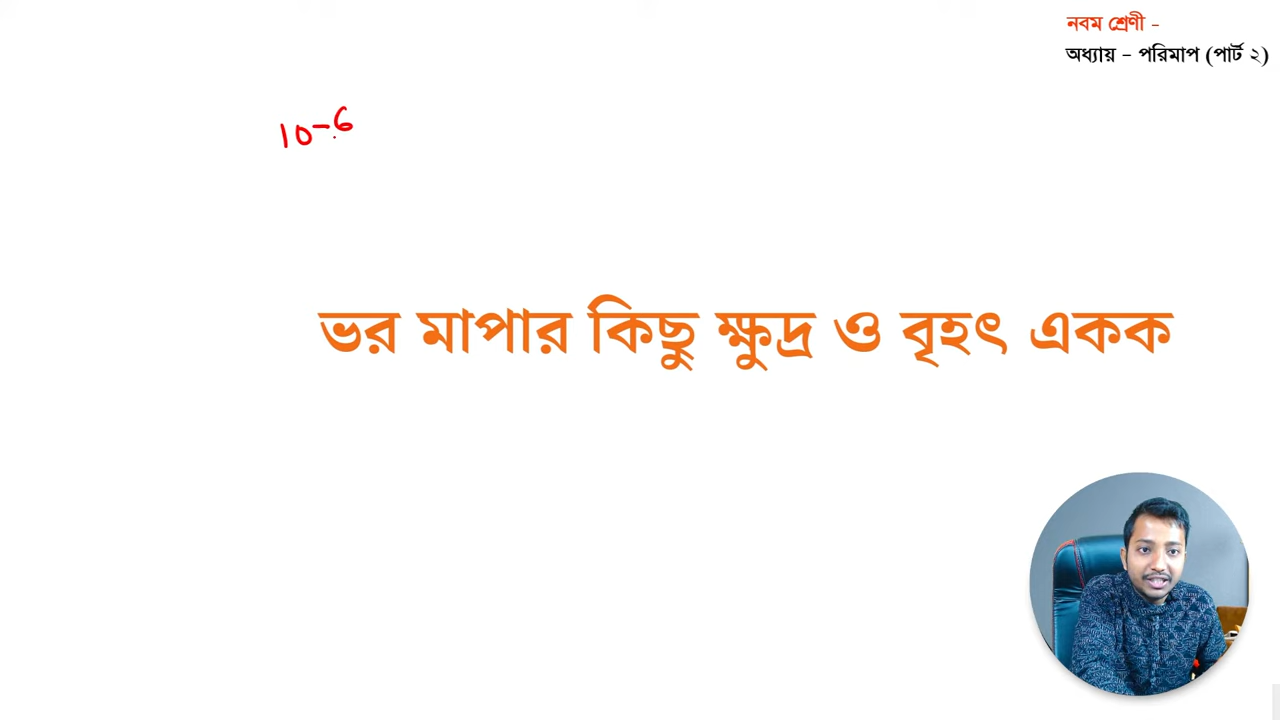 নবম শ্রেণী -
অধ্যায় - পরিমাপ (পার্ট ২)
10-6
ভর মাপার কিছু ক্ষুদ্র ও বৃহৎ একক